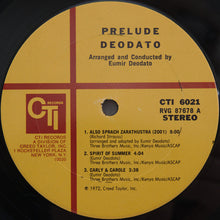 PRELUDE
DEODATO
Arranged and Conducted by
Eumir Deodato
CTI
RECORDS
CTI RECORDS
A DIVISION OF
CREED TAYLOR, INC.
1 ROCKEFELLER PLAZA
NEW YORK, N.Y.
10020
CTI 6021
RVG 87678 A
STEREO
1. ALSO SPRACH ZARATHUSTRA (2001) 9:00
(Richard Strauss)
(arranged and adapted by Eumir Deodato)
Three Brothers Music, Inc./Kenya Music/ASCAP
2. SPIRIT OF SUMMER 4:04
(Eumir Deodato)
Three Brothers Music, Inc./Kenya Music/ASCAP
3. CARLY & CAROLE 3:38
(Eumir Deodato)
Three Brothers Music, Inc./Kenya Music/ASCAP
℗ 1972, Creed Taylor, Inc.